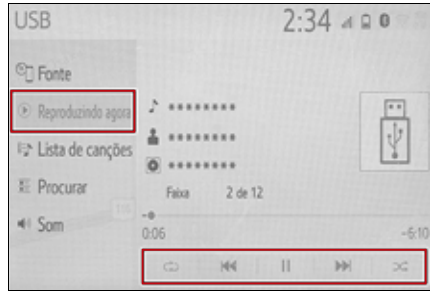 USB
2:34
Fonte
Reproduzindo agora
Lista de canções
Procurar
Som
********
********
********
Faixa 2 de 12
0:06
-6:10